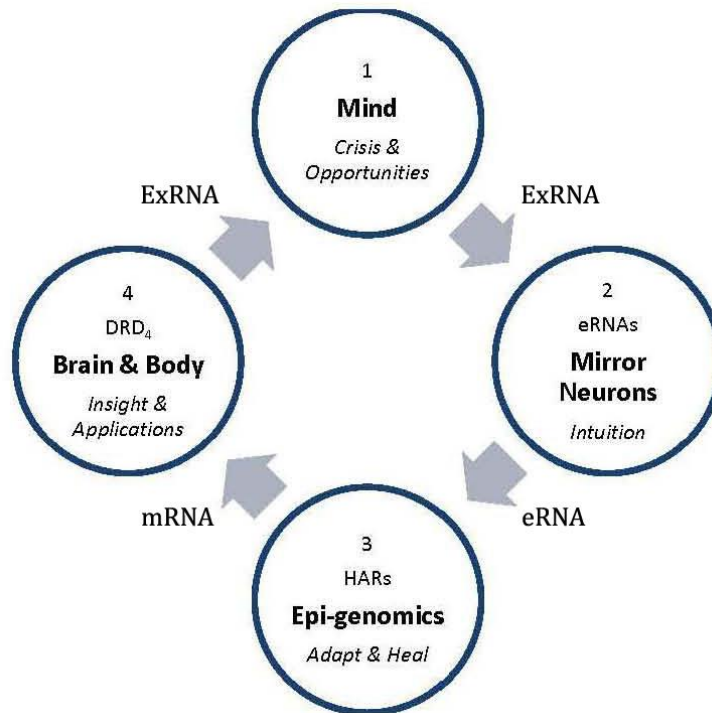 1
Mind
Crisis &
Opportunities
ExRNA
ExRNA
4
DRD₄
Brain & Body
Insight &
Applications
2
eRNAs
Mirror
Neurons
Intuition
mRNA
eRNA
3
HARs
Epi-genomics
Adapt & Heal